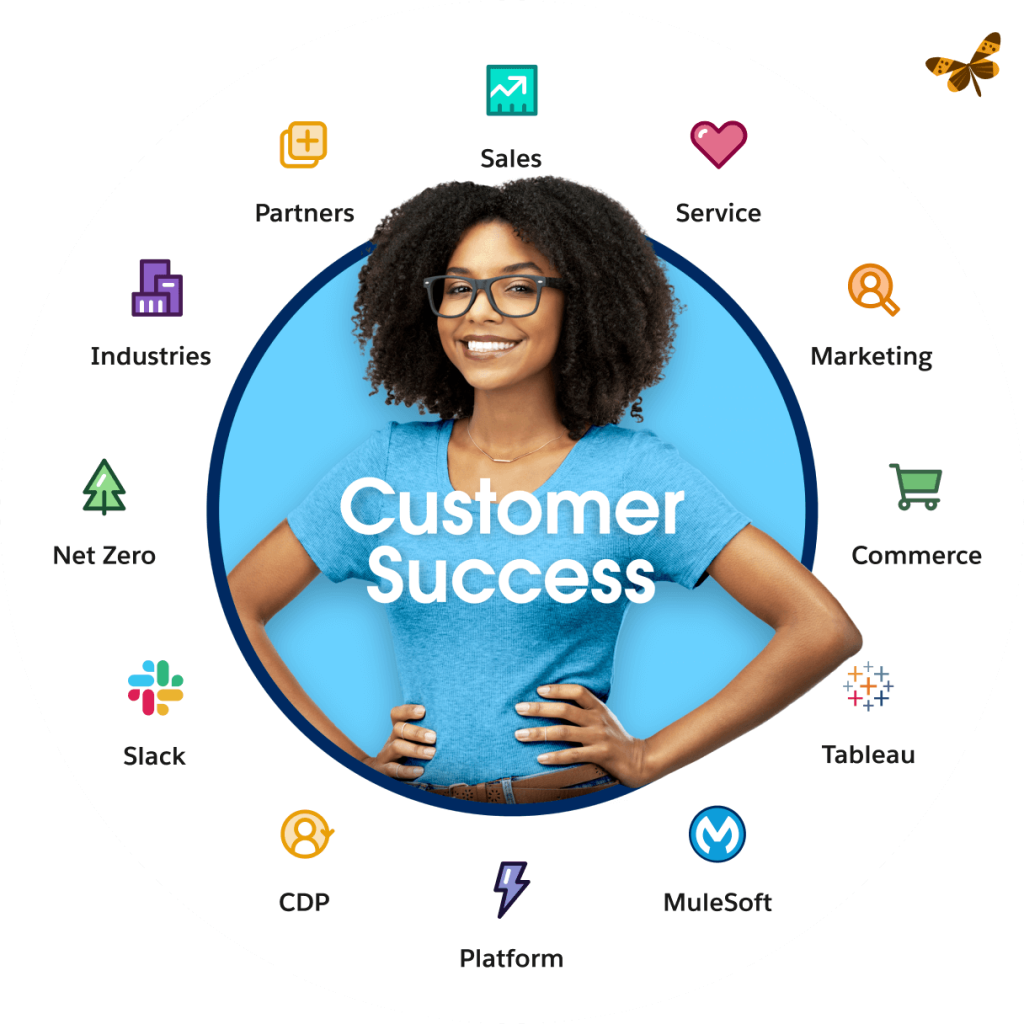 Sales
Partners
Service
Industries
Marketing
Customer
Success
Net Zero
Commerce
Slack
Tableau
CDP
MuleSoft
Platform